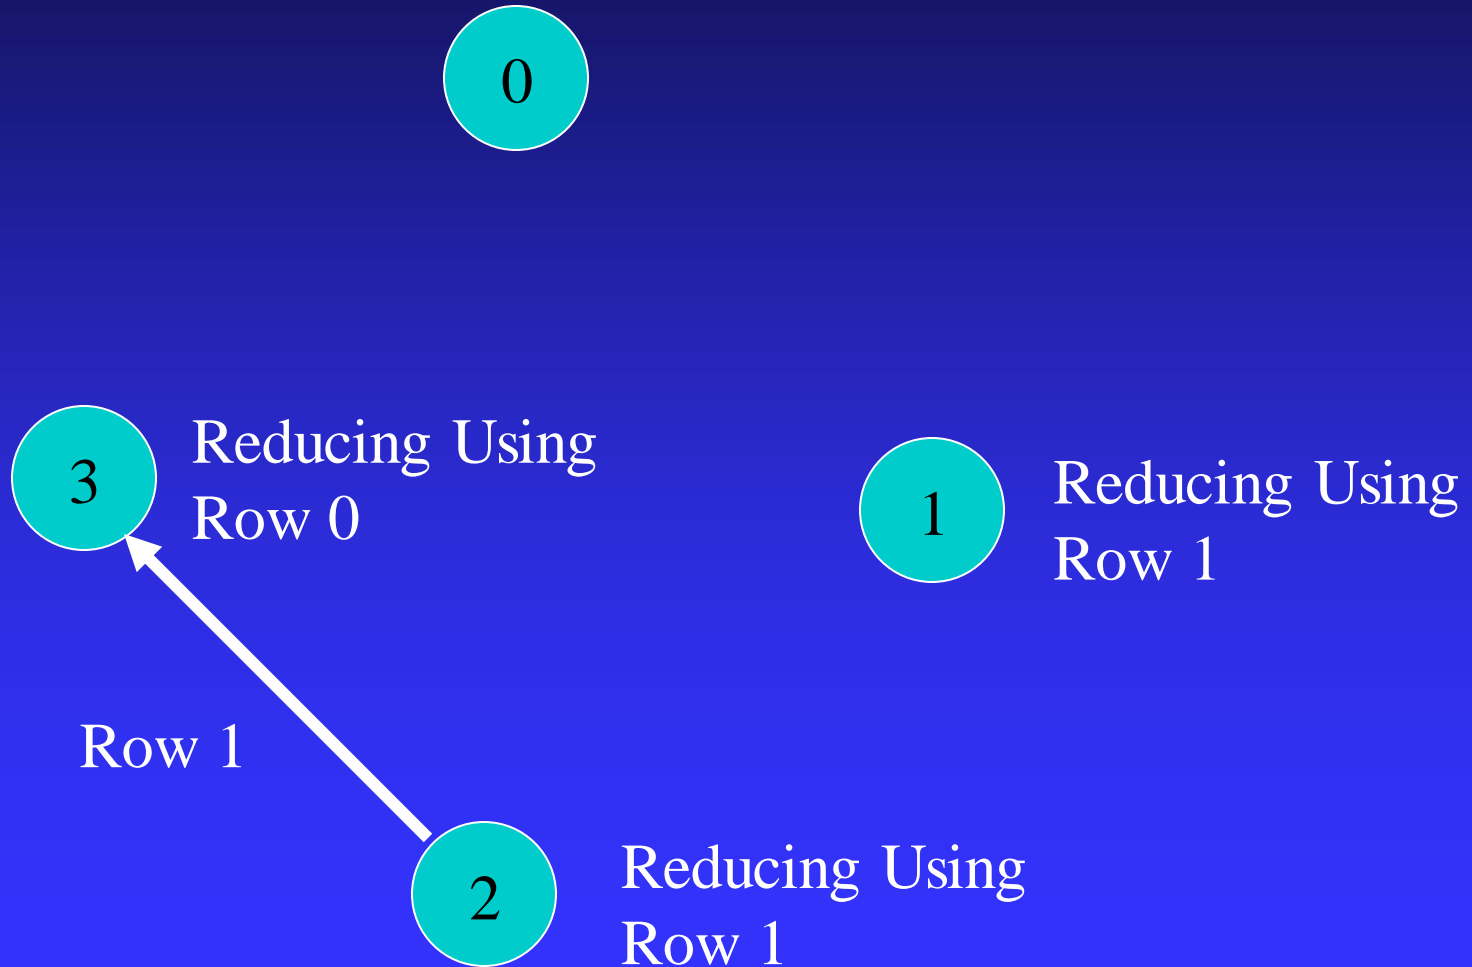 0
3
Reducing Using
Row 0
1
Reducing Using
Row 1
Row 1
2
Reducing Using
Row 1